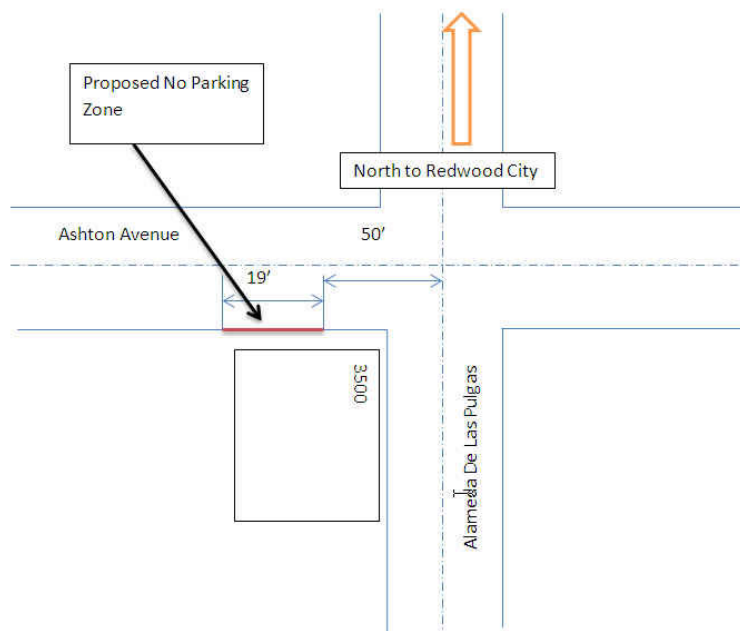 Proposed No Parking
Zone
North to Redwood City
Ashton Avenue
50’
19’
3500
Alameda De Las Pulgas